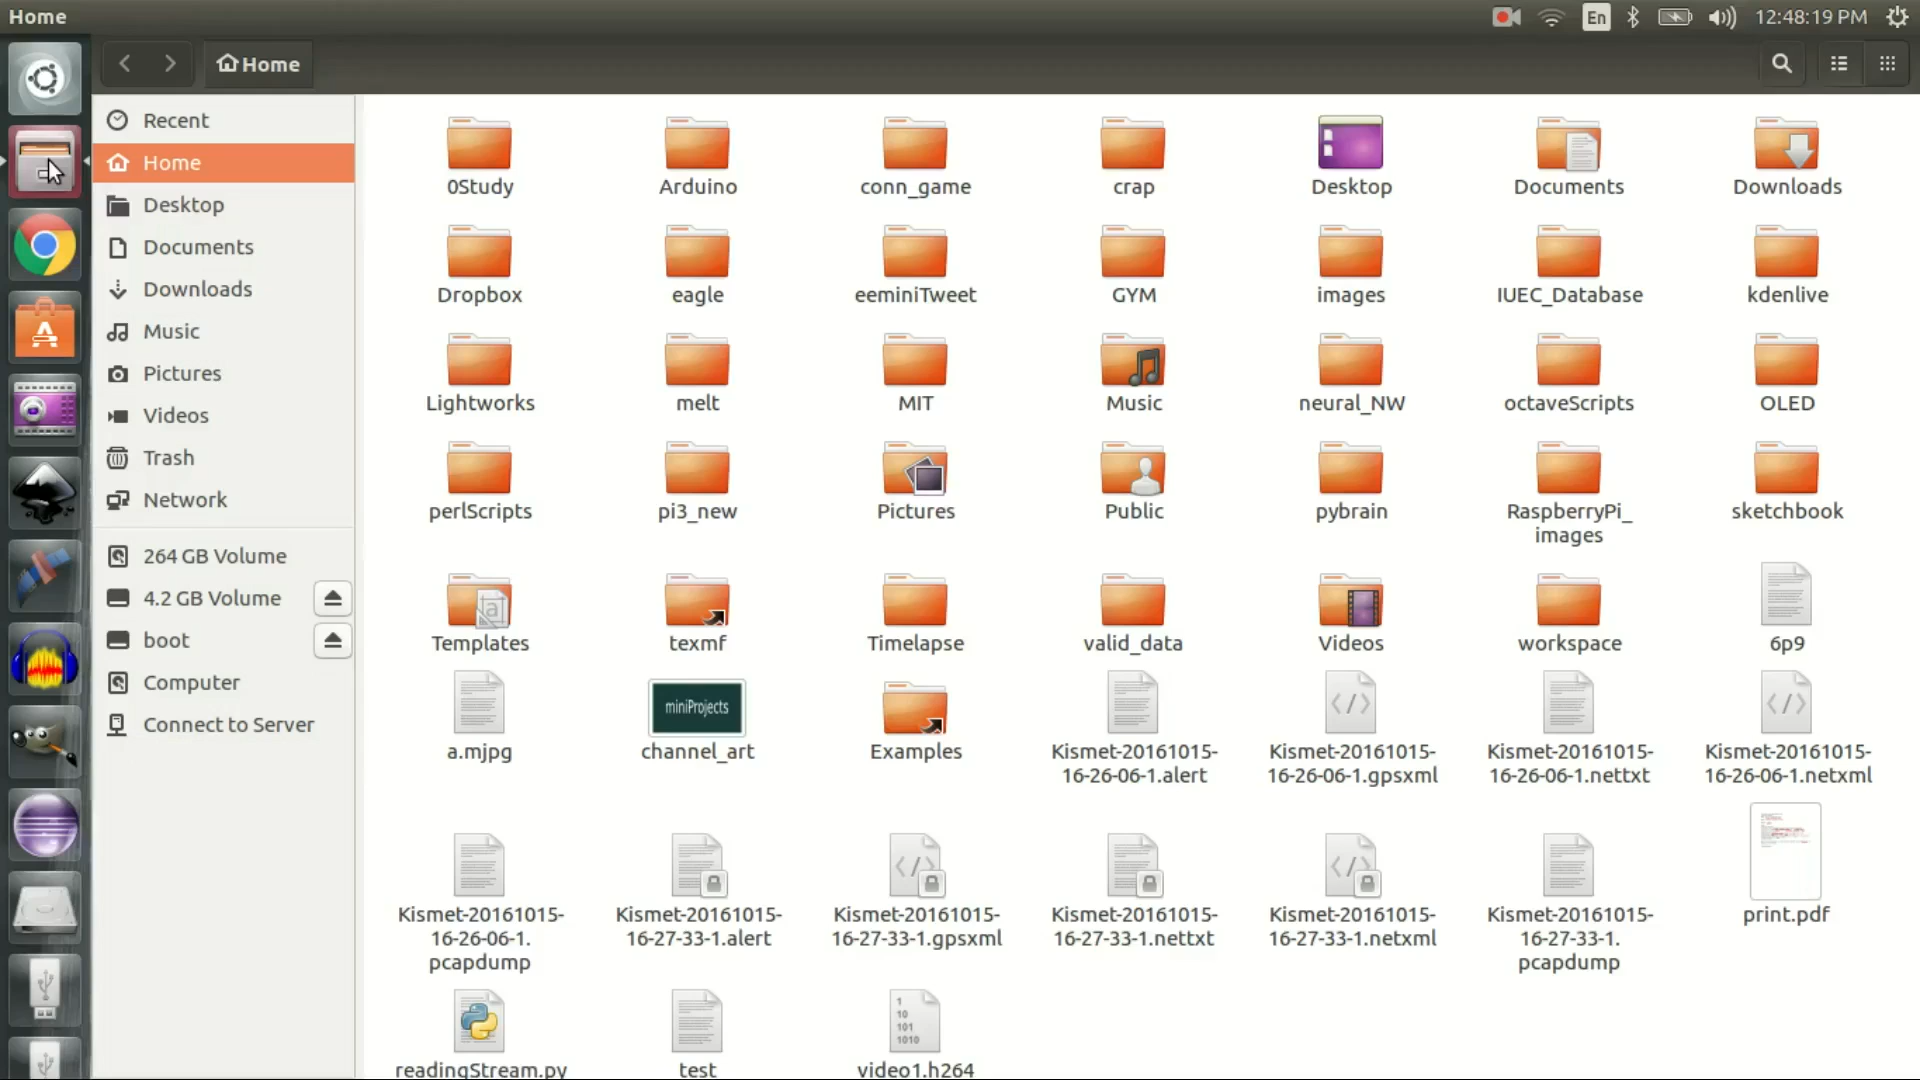 Home
En
12:48:19 PM
Home
Recent
Home
Desktop
Documents
Downloads
Music
Pictures
Videos
Trash
Network
264 GB Volume
4.2 GB Volume
boot
Computer
Connect to Server
0Study
Arduino
conn_game
crap
Desktop
Documents
Downloads
Dropbox
eagle
eeminiTweet
GYM
images
IUEC_Database
kdenlive
Lightworks
melt
MIT
Music
neural_NW
octaveScripts
OLED
perlScripts
pi3_new
Pictures
Public
pybrain
RaspberryPi_
images
sketchbook
Templates
texmf
Timelapse
valid_data
Videos
workspace
6p9
a.mjpg
miniProjects
channel_art
Examples
Kismet-20161015-
16-26-06-1.alert
Kismet-20161015-
16-26-06-1.gpsxml
Kismet-20161015-
16-26-06-1.nettxt
Kismet-20161015-
16-26-06-1.netxml
Kismet-20161015-
16-26-06-1.
pcapdump
Kismet-20161015-
16-27-33-1.alert
Kismet-20161015-
16-27-33-1.gpsxml
Kismet-20161015-
16-27-33-1.nettxt
Kismet-20161015-
16-27-33-1.netxml
Kismet-20161015-
16-27-33-1.
pcapdump
print.pdf
readingStream.py
test
1
10
101
1010
video1.h264